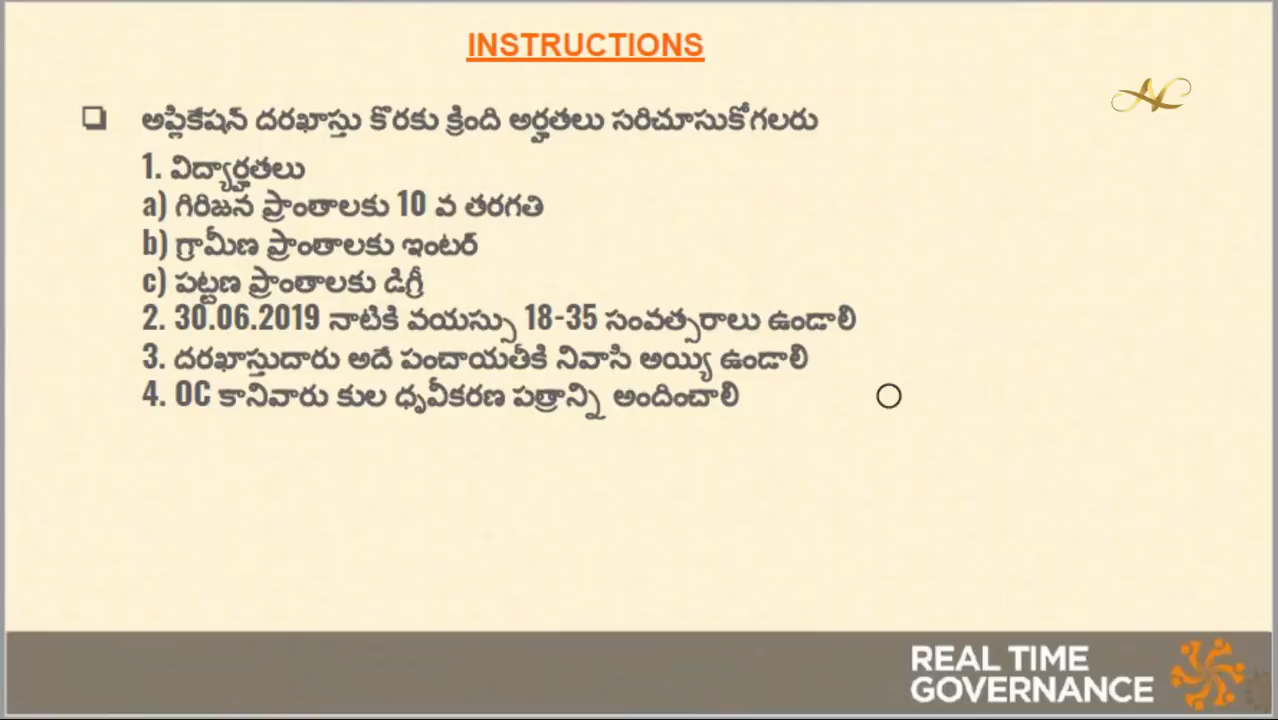 INSTRUCTIONS
❑ అప్లికేషన్ దరఖాస్తు కొరకు క్రింది అర్హతలు సరిచూసుకోగలరు
1. విద్యార్హతలు
a) గిరిజన ప్రాంతాలకు 10 వ తరగతి
b) గ్రామీణ ప్రాంతాలకు ఇంటర్
c) పట్టణ ప్రాంతాలకు డిగ్రీ
2. 30.06.2019 నాటికి వయస్సు 18-35 సంవత్సరాలు ఉండాలి
3. దరఖాస్తుదారు అదే పంచాయతీకి నివాసి అయ్యి ఉండాలి
4. OC కానివారు కుల ధృవీకరణ పత్రాన్ని అందించాలి
REAL TIME
GOVERNANCE